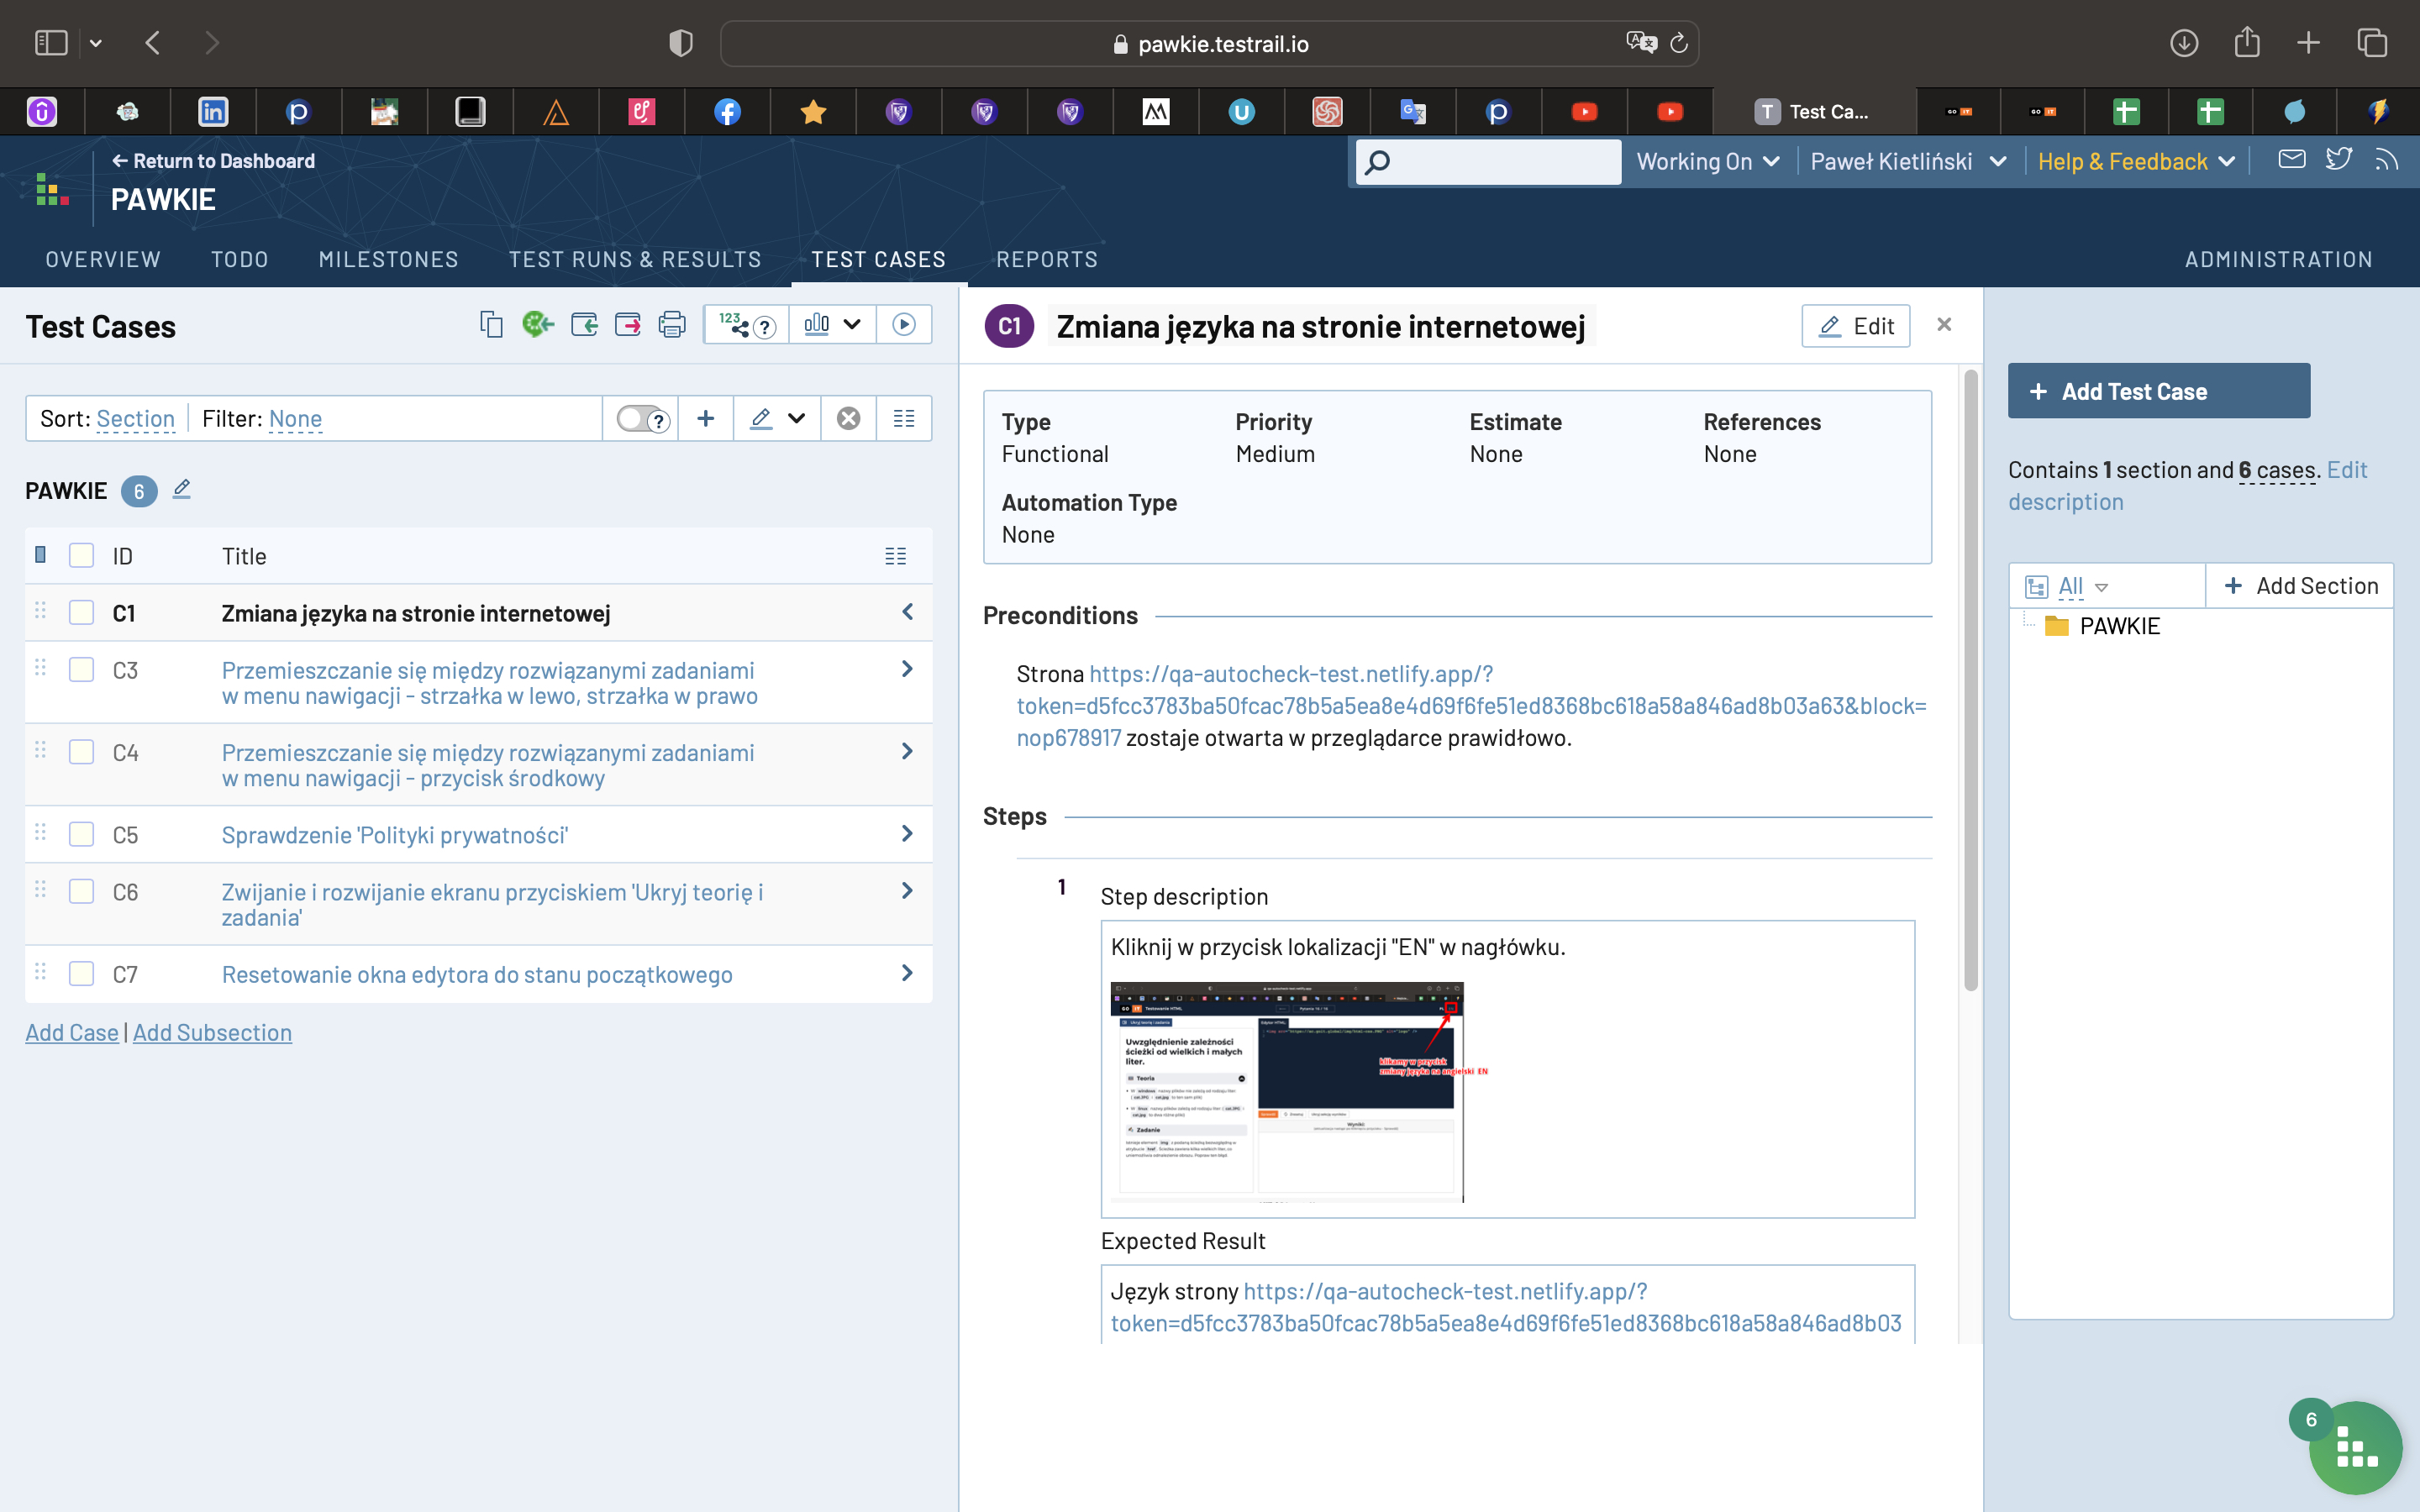 pawkie.testrail.io
Test Ca...
← Return to Dashboard
PAWKIE
Working On
Paweł Kietliński
Help & Feedback
OVERVIEW
TODO
MILESTONES
TEST RUNS & RESULTS
TEST CASES
REPORTS
ADMINISTRATION
Test Cases
123
?
Sort: Section
Filter: None
?
PAWKIE 6
ID Title
C1 Zmiana języka na stronie internetowej
C3 Przemieszczanie się między rozwiązanymi zadaniami
w menu nawigacji - strzałka w lewo, strzałka w prawo
C4 Przemieszczanie się między rozwiązanymi zadaniami
w menu nawigacji - przycisk środkowy
C5 Sprawdzenie 'Polityki prywatności'
C6 Zwijanie i rozwijanie ekranu przyciskiem 'Ukryj teorię i
zadania'
C7 Resetowanie okna edytora do stanu początkowego
Add Case | Add Subsection
C1 Zmiana języka na stronie internetowej
Edit
Type Priority Estimate References
Functional Medium None None
Automation Type
None
Preconditions
Strona https://qa-autocheck-test.netlify.app/?
token=d5fcc3783ba50fcac78b5a5ea8e4d69f6fe51ed8368bc618a58a846ad8b03a63&block=
nop678917 zostaje otwarta w przeglądarce prawidłowo.
Steps
1
Step description
Kliknij w przycisk lokalizacji "EN" w nagłówku.
Uwzględnienie zależności
ścieżki od wielkich i małych
liter.
Teoria
Zadanie
klikamy w przycisk
zmiany języka na angielski EN
Expected Result
Język strony https://qa-autocheck-test.netlify.app/?
token=d5fcc3783ba50fcac78b5a5ea8e4d69f6fe51ed8368bc618a58a846ad8b03
+ Add Test Case
Contains 1 section and 6 cases. Edit
description
All
+ Add Section
PAWKIE
6